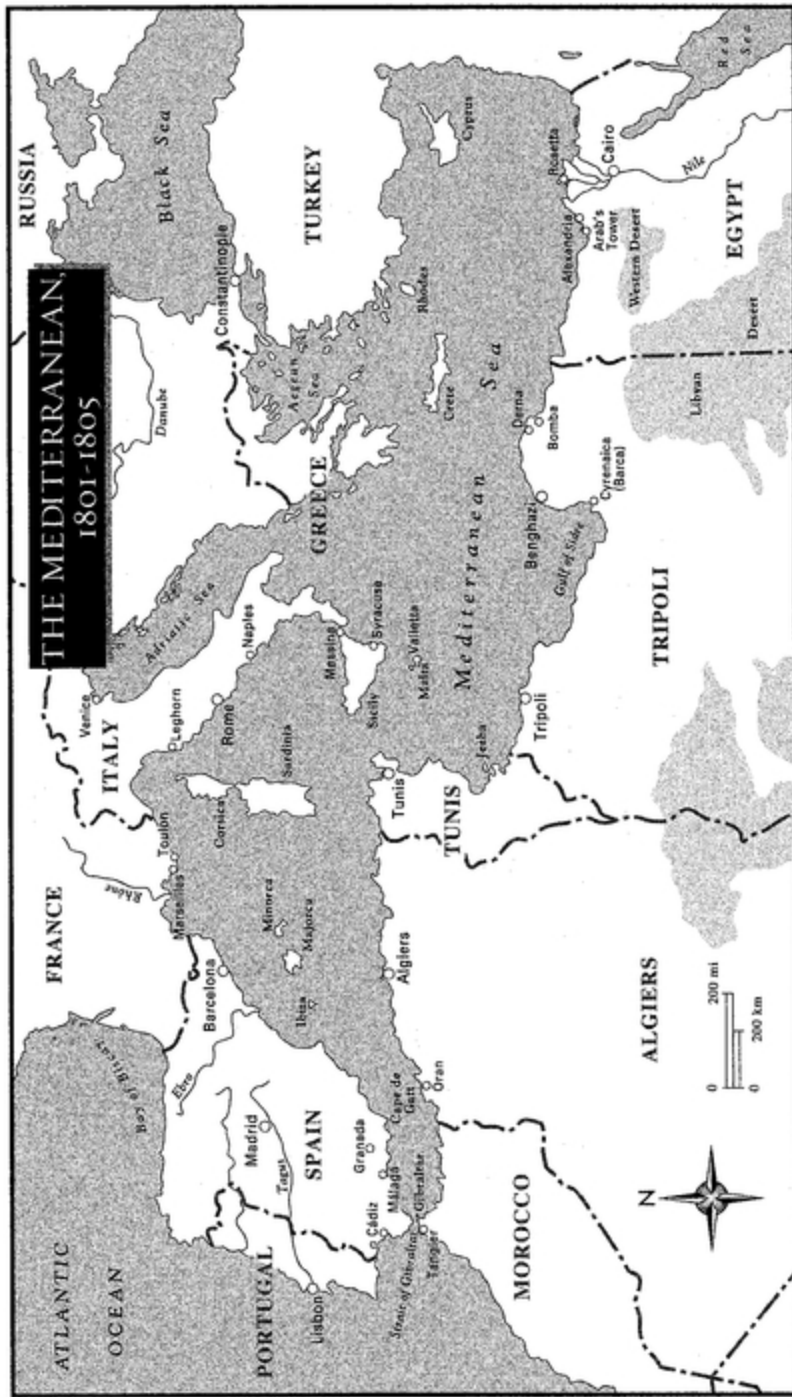 THE MEDITERRANEAN,
1801-1805
ATLANTIC
OCEAN
Bay of Biscay
FRANCE
Rhône
Marseilles
Toulon
ITALY
Venice
Leghorn
Rome
Naples
Adriatic Sea
Danube
RUSSIA
Black Sea
Constantinople
TURKEY
Aegean
Sea
GREECE
PORTUGAL
Lisbon
SPAIN
Madrid
Tagus
Ebro
Barcelona
Granada
Málaga
Cádiz
Cape de
Gatt
Gibraltar
Strait of Gibraltar
Tangier
Oran
Ibiza
Majorca
Minorca
Corsica
Sardinia
Messina
Syracuse
Sicily
Malta
Valletta
Mediterranean
Sea
Crete
Rhodes
Cyprus
MOROCCO
ALGIERS
Algiers
TUNIS
Tunis
Jerba
TRIPOLI
Tripoli
Gulf of Sidra
Benghazi
Cyrenaica
(Barca)
Derna
Bomba
Alexandria
Arab's
Tower
Rosetta
Cairo
Nile
Red
Sea
EGYPT
Western Desert
Libyan
Desert
N
0
200 mi
0
200 km